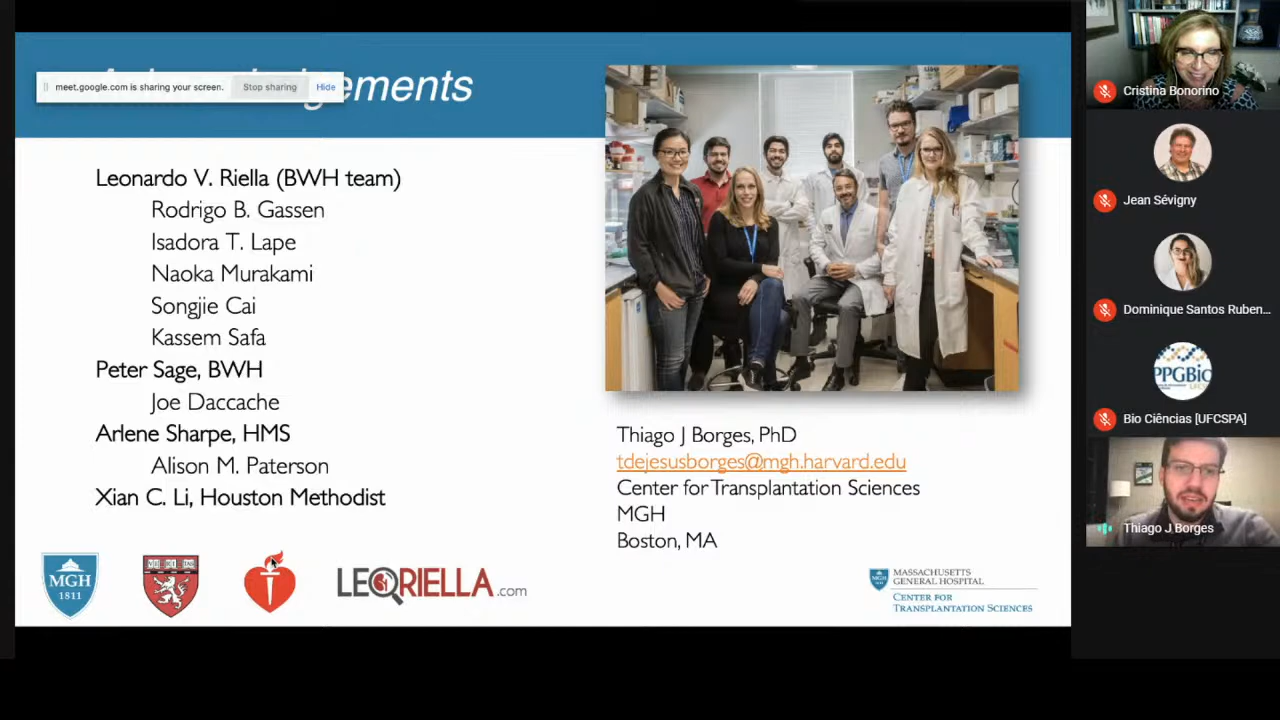 gements
meet.google.com is sharing your screen.
Stop sharing
Hide
Leonardo V. Riella (BWH team)
Rodrigo B. Gassen
Isadora T. Lape
Naoka Murakami
Songjie Cai
Kassem Safa
Peter Sage, BWH
Joe Daccache
Arlene Sharpe, HMS
Alison M. Paterson
Xian C. Li, Houston Methodist
Thiago J Borges, PhD
tdejesusborges@mgh.harvard.edu
Center for Transplantation Sciences
MGH
Boston, MA
MGH
1811
LEORIELLA.com
MASSACHUSETTS
GENERAL HOSPITAL
CENTER FOR
TRANSPLANTATION SCIENCES
Cristina Bonorino
Jean Sévigny
Dominique Santos Ruben...
PPGBio
Bio Ciências [UFCSPA]
Thiago J Borges